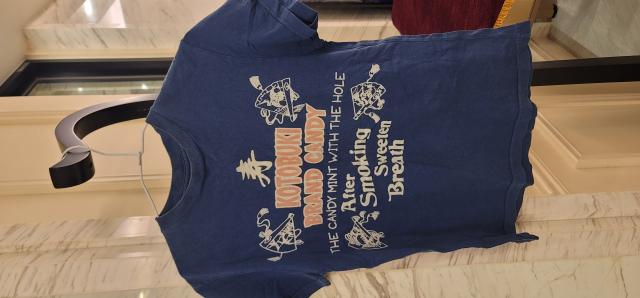 寿
KOTOBUKI
BRAND CANDY
THE CANDY MINT WITH THE HOLE
After
Smoking
Sweeten
Breath